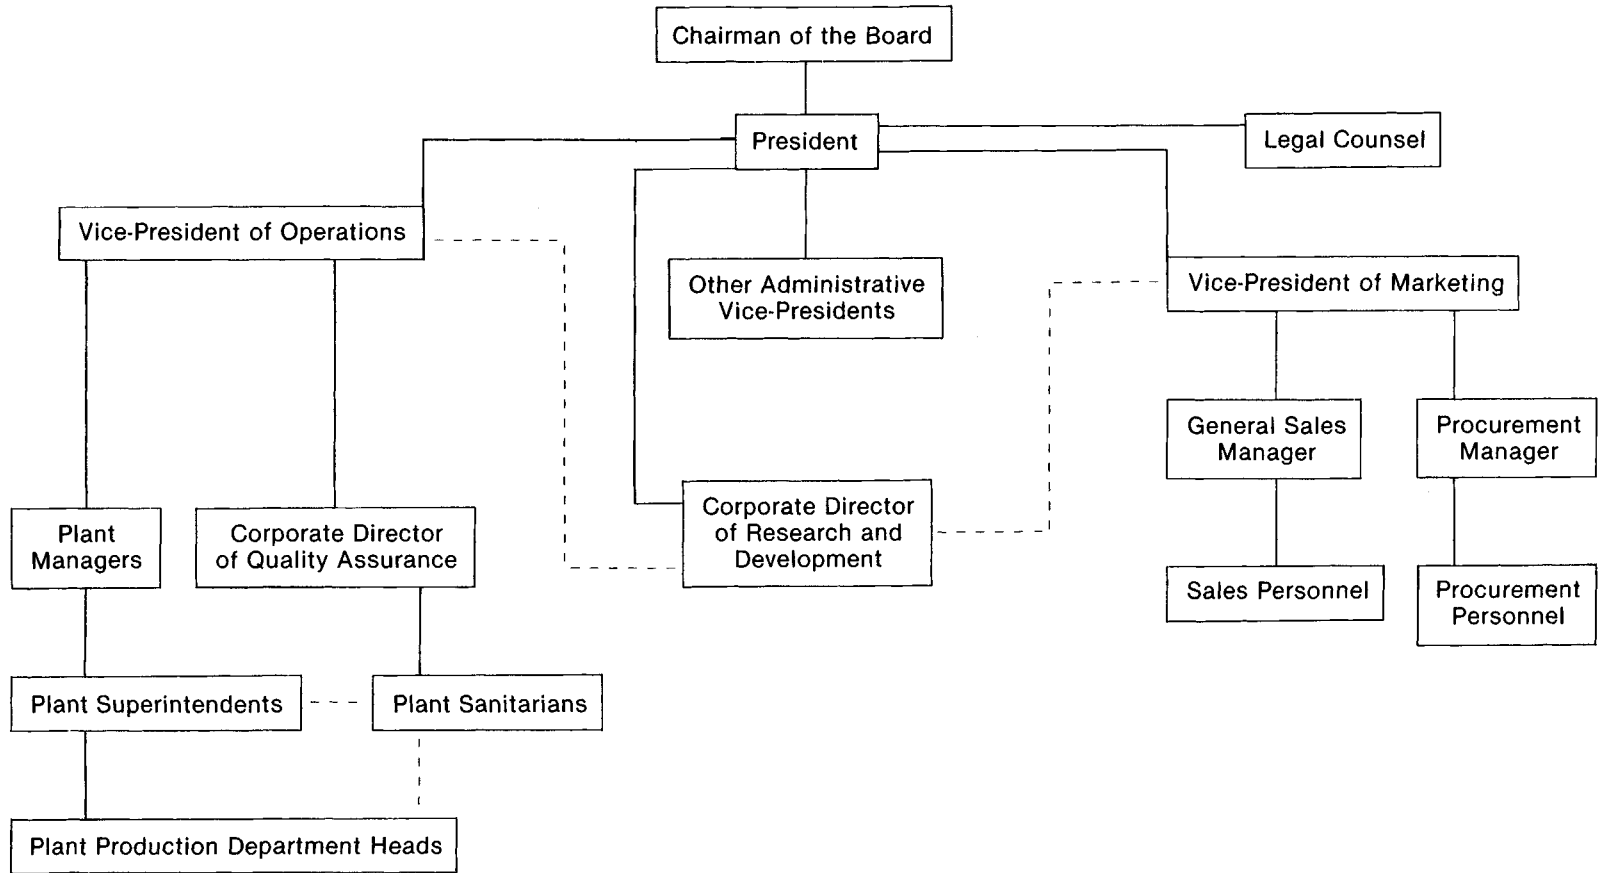 Chairman of the Board
President
Legal Counsel
Vice-President of Operations
Other Administrative
Vice-Presidents
Vice-President of Marketing
General Sales
Manager
Procurement
Manager
Plant
Managers
Corporate Director
of Quality Assurance
Corporate Director
of Research and
Development
Sales Personnel
Procurement
Personnel
Plant Superintendents
Plant Sanitarians
Plant Production Department Heads